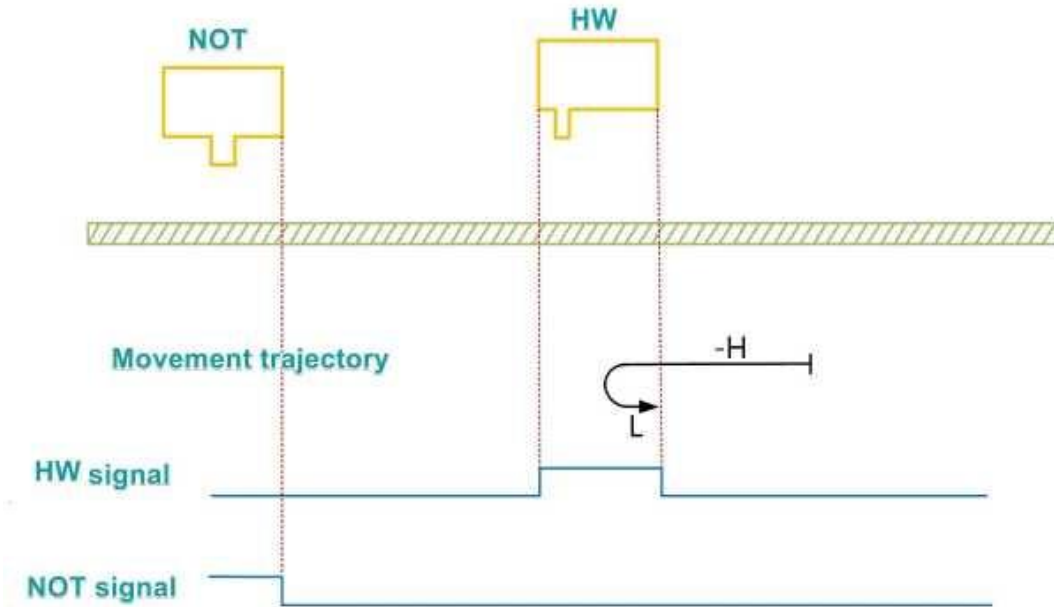 HW
NOT
-H
Movement trajectory
L
HW signal
NOT signal